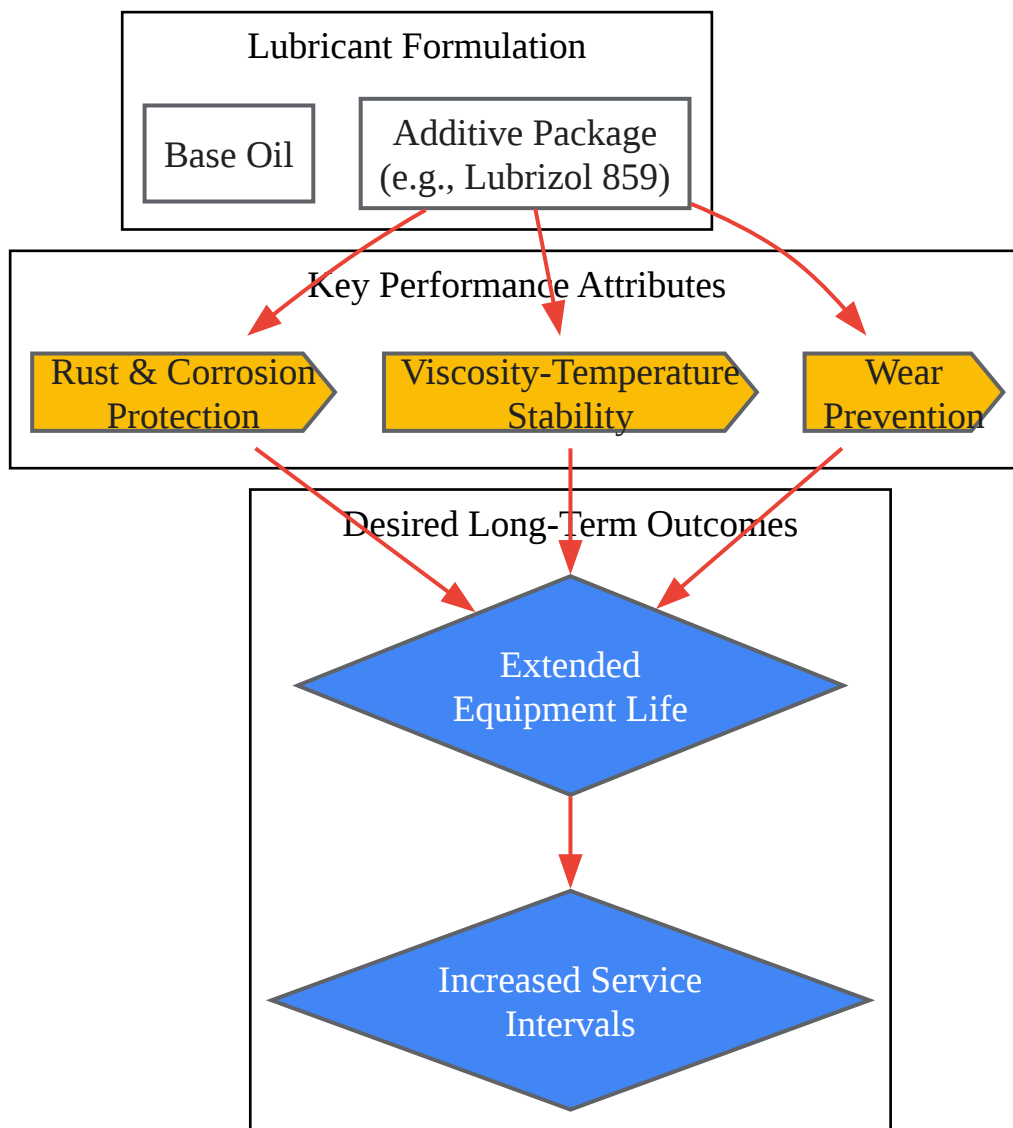 Lubricant Formulation
Base Oil
Additive Package
(e.g., Lubrizol 859)
Key Performance Attributes
Rust & Corrosion
Protection
Viscosity-Temperature
Stability
Wear
Prevention
Desired Long-Term Outcomes
Extended
Equipment Life
Increased Service
Intervals